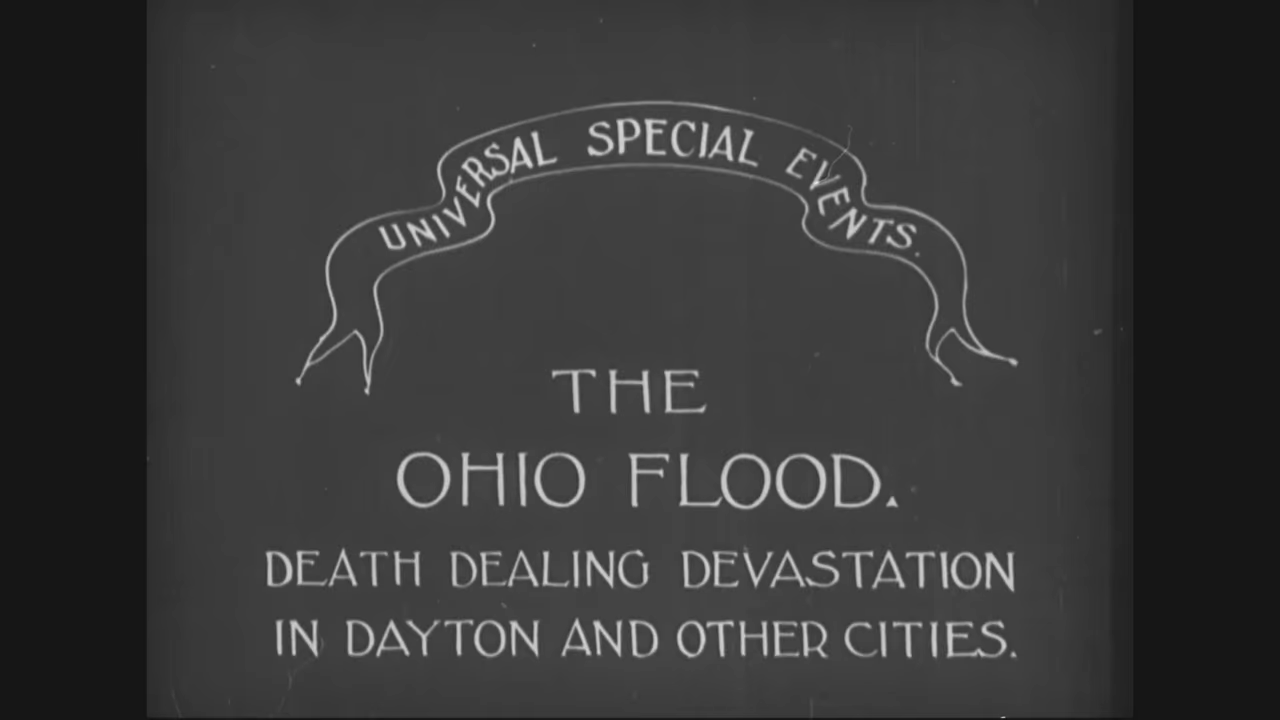 UNIVERSAL SPECIAL EVENTS.
THE
OHIO FLOOD.
DEATH DEALING DEVASTATION
IN DAYTON AND OTHER CITIES.